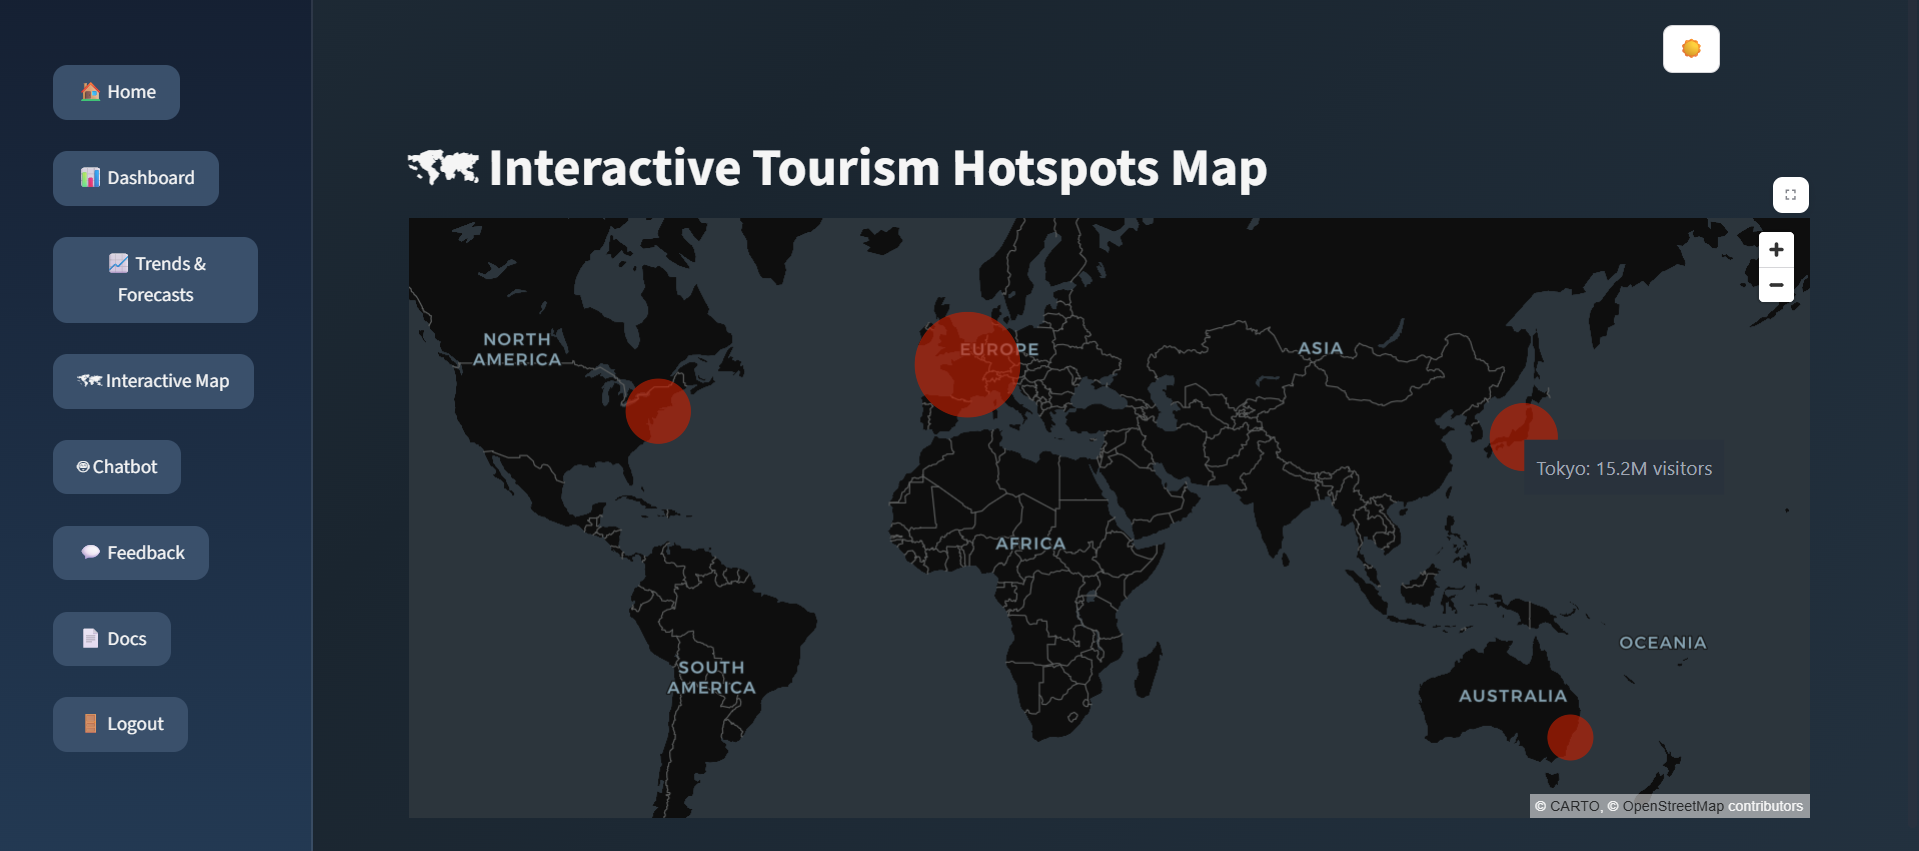 Home
Dashboard
Trends &
Forecasts
Interactive Map
Chatbot
Feedback
Docs
Logout
Interactive Tourism Hotspots Map
+
−
NORTH
AMERICA
EUROPE
ASIA
Tokyo: 15.2M visitors
AFRICA
SOUTH
AMERICA
OCEANIA
AUSTRALIA
© CARTO, © OpenStreetMap contributors